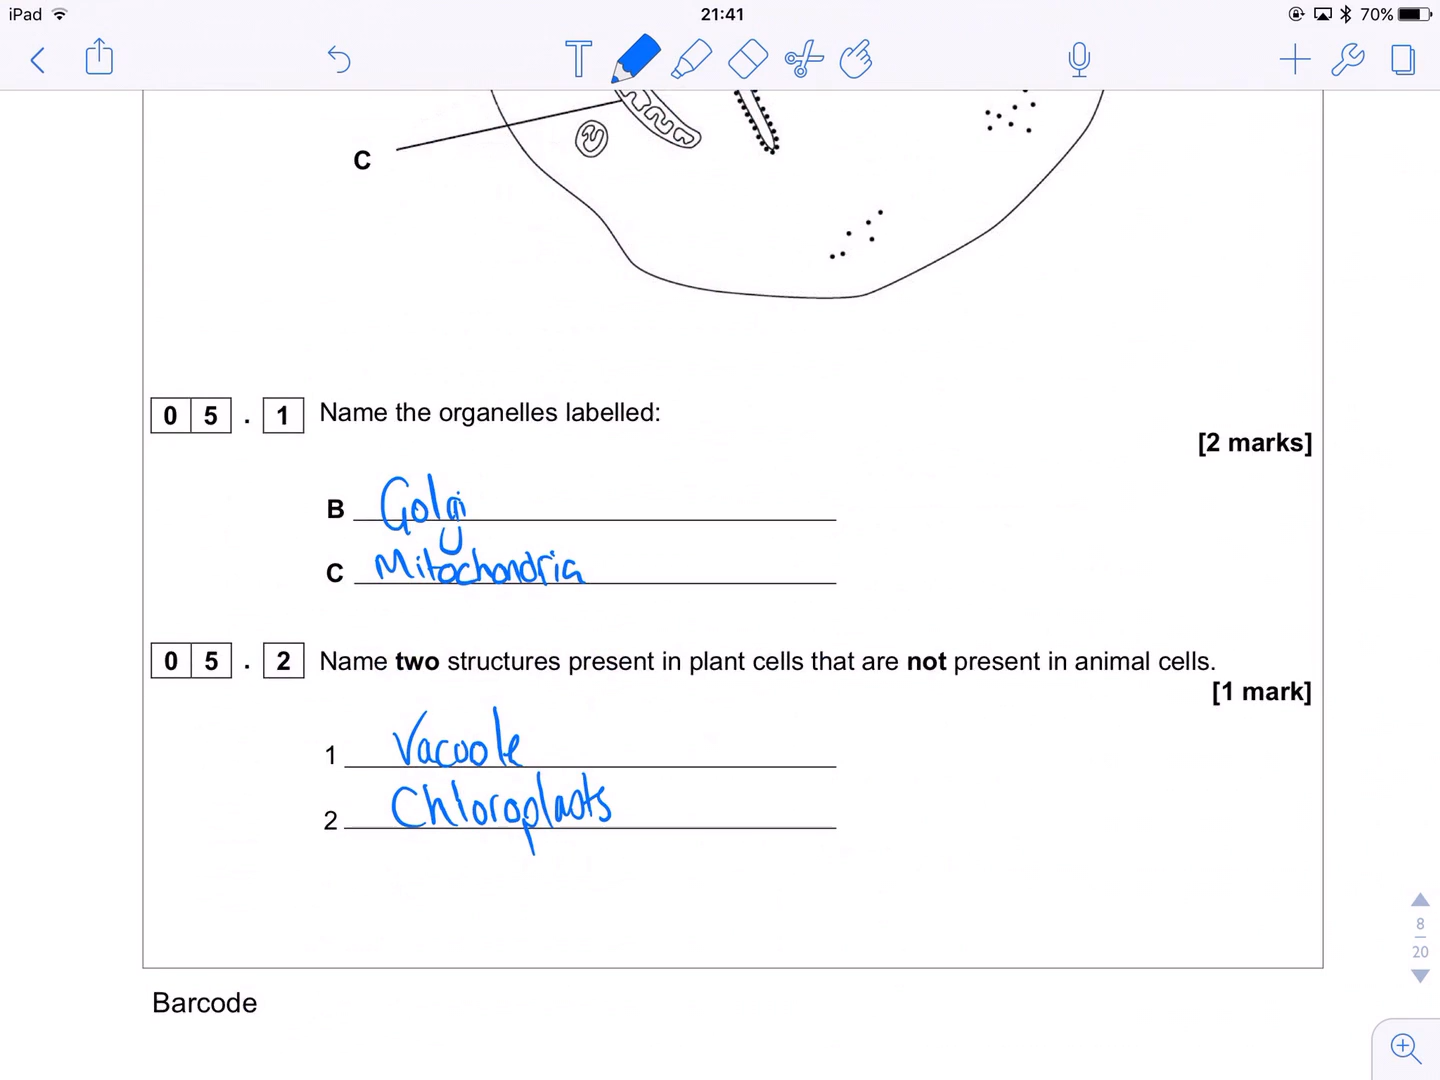 iPad 21:41 70%
T
C
0 5 . 1 Name the organelles labelled:
[2 marks]
B Golgi
C Mitochondria
0 5 . 2 Name two structures present in plant cells that are not present in animal cells.
[1 mark]
1 Vacoole
2 Chloroplasts
8
20
Barcode